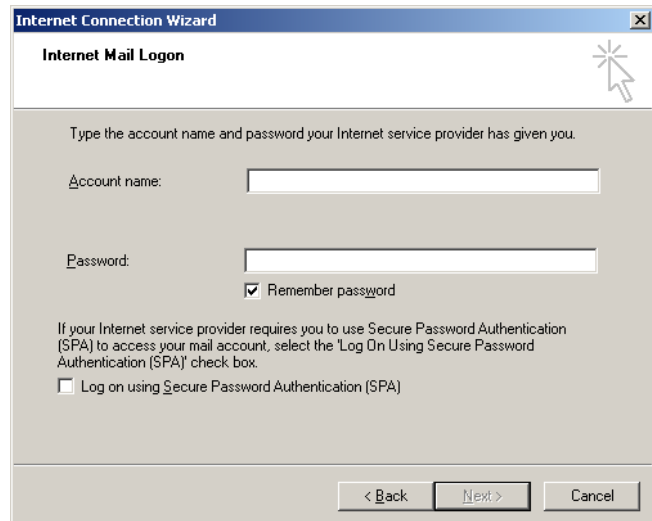 Internet Connection Wizard
Internet Mail Logon
Type the account name and password your Internet service provider has given you.
Account name:
Password:
Remember password
If your Internet service provider requires you to use Secure Password Authentication
(SPA) to access your mail account, select the 'Log On Using Secure Password
Authentication (SPA)' check box.
Log on using Secure Password Authentication (SPA)
< Back Next > Cancel